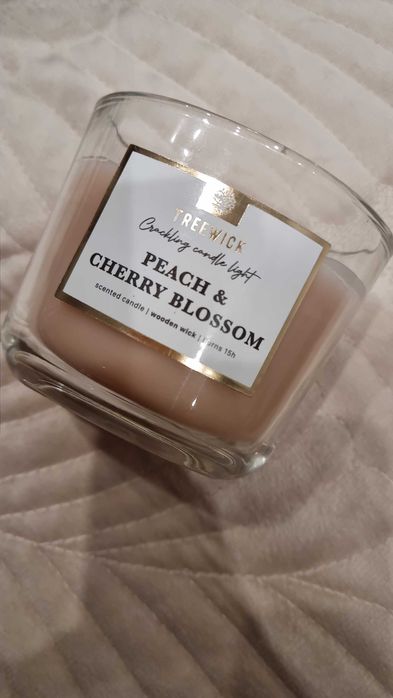 TREEWICK
Crackling candle light
PEACH &
CHERRY BLOSSOM
scented candle | wooden wick | burns 15h